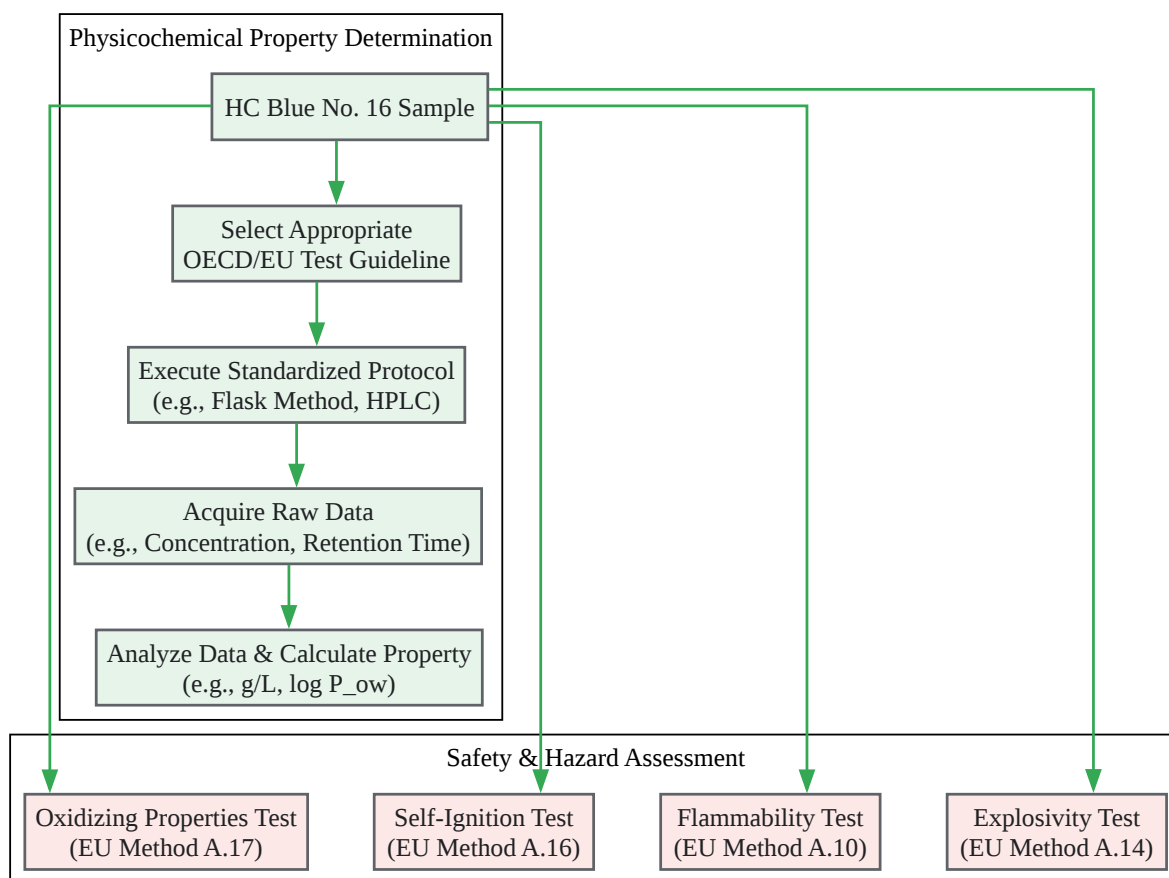 Physicochemical Property Determination
HC Blue No. 16 Sample
Select Appropriate
OECD/EU Test Guideline
Execute Standardized Protocol
(e.g., Flask Method, HPLC)
Acquire Raw Data
(e.g., Concentration, Retention Time)
Analyze Data & Calculate Property
(e.g., g/L, log P_ow)
Safety & Hazard Assessment
Oxidizing Properties Test
(EU Method A.17)
Self-Ignition Test
(EU Method A.16)
Flammability Test
(EU Method A.10)
Explosivity Test
(EU Method A.14)